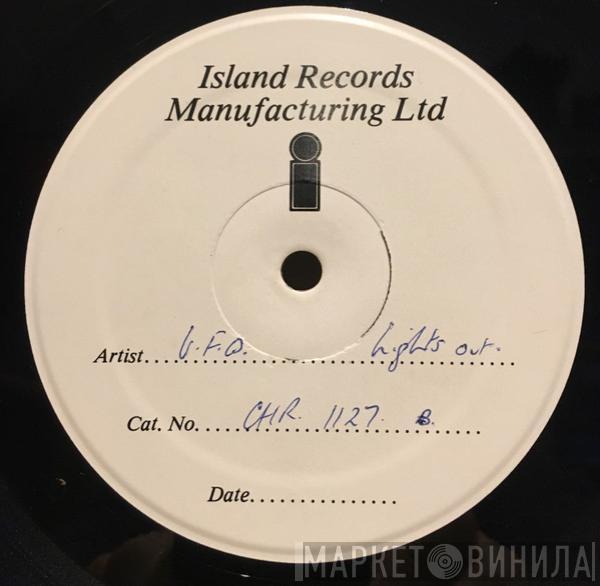 Island Records
Manufacturing Ltd
i
Artist U.F.O. Lights out.
Cat. No. CHR. 1127. B.
Date
МАРКЕТ ВИНИЛА